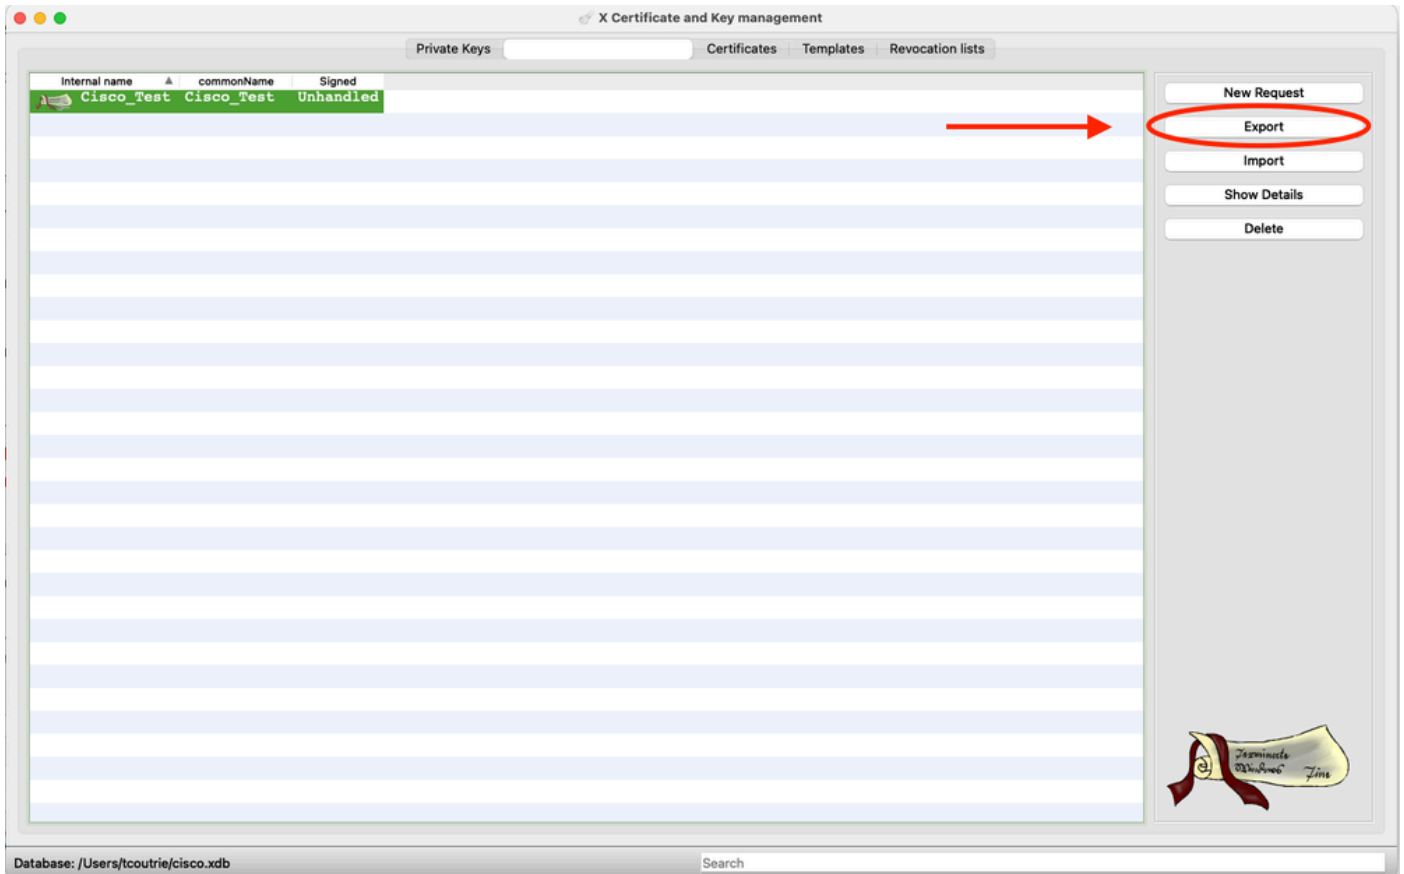 X Certificate and Key management
Private Keys Certificates Templates Revocation lists
Internal name commonName Signed
Cisco_Test Cisco_Test Unhandled
New Request
Export
Import
Show Details
Delete
Database: /Users/tcoutrie/cisco.xdb
Search